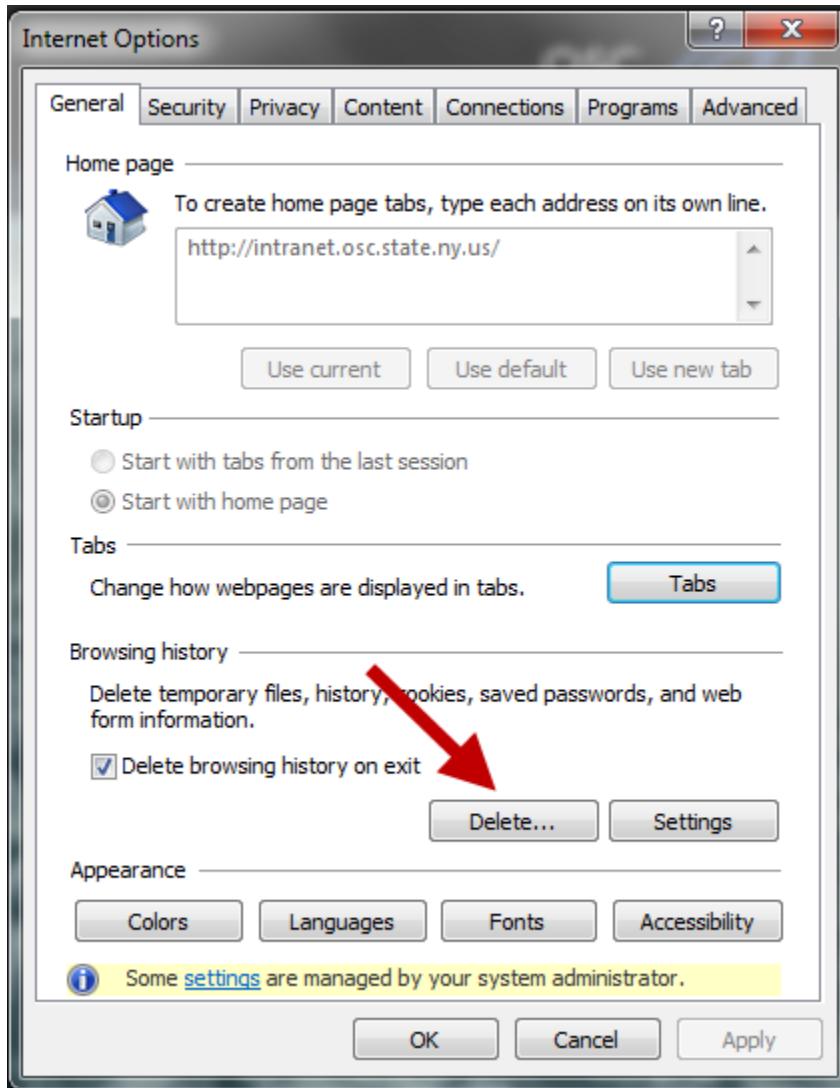 Internet Options
General Security Privacy Content Connections Programs Advanced
Home page
To create home page tabs, type each address on its own line.
http://intranet.osc.state.ny.us/
Use current Use default Use new tab
Startup
Start with tabs from the last session
Start with home page
Tabs
Change how webpages are displayed in tabs. Tabs
Browsing history
Delete temporary files, history, cookies, saved passwords, and web
form information.
Delete browsing history on exit
Delete... Settings
Appearance
Colors Languages Fonts Accessibility
Some settings are managed by your system administrator.
OK Cancel Apply